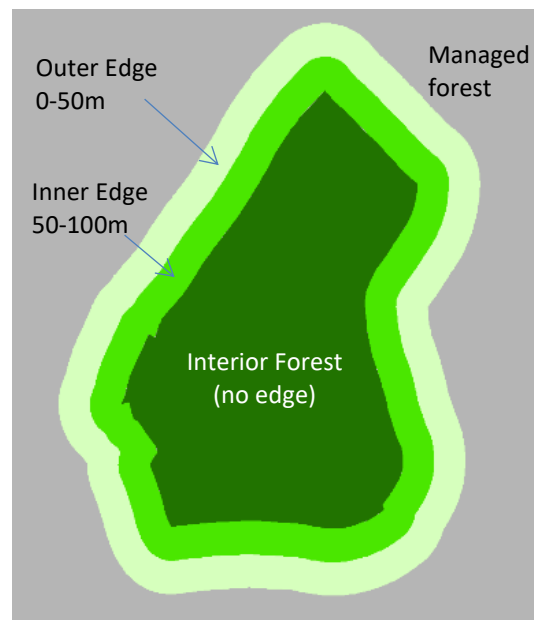 Outer Edge
0-50m
Managed
forest
Inner Edge
50-100m
Interior Forest
(no edge)